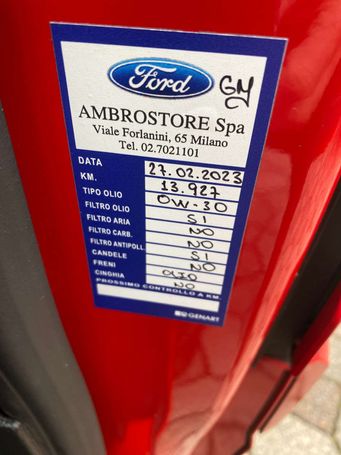 Ford
GM
AMBROSTORE Spa
Viale Forlanini, 65 Milano
Tel. 02.7021101
DATA 27.02.2023
KM. 13.927
TIPO OLIO 0W-30
FILTRO OLIO SI
FILTRO ARIA NO
FILTRO CARB. NO
FILTRO ANTIPOLL. SI
CANDELE NO
FRENI OLIO
CINGHIA NO
PROSSIMO CONTROLLO A KM.
GENART